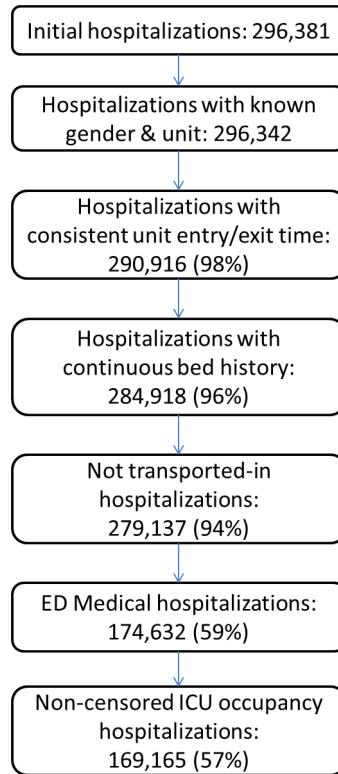 Initial hospitalizations: 296,381
Hospitalizations with known
gender & unit: 296,342
Hospitalizations with
consistent unit entry/exit time:
290,916 (98%)
Hospitalizations with
continuous bed history:
284,918 (96%)
Not transported-in
hospitalizations:
279,137 (94%)
ED Medical hospitalizations:
174,632 (59%)
Non-censored ICU occupancy
hospitalizations:
169,165 (57%)